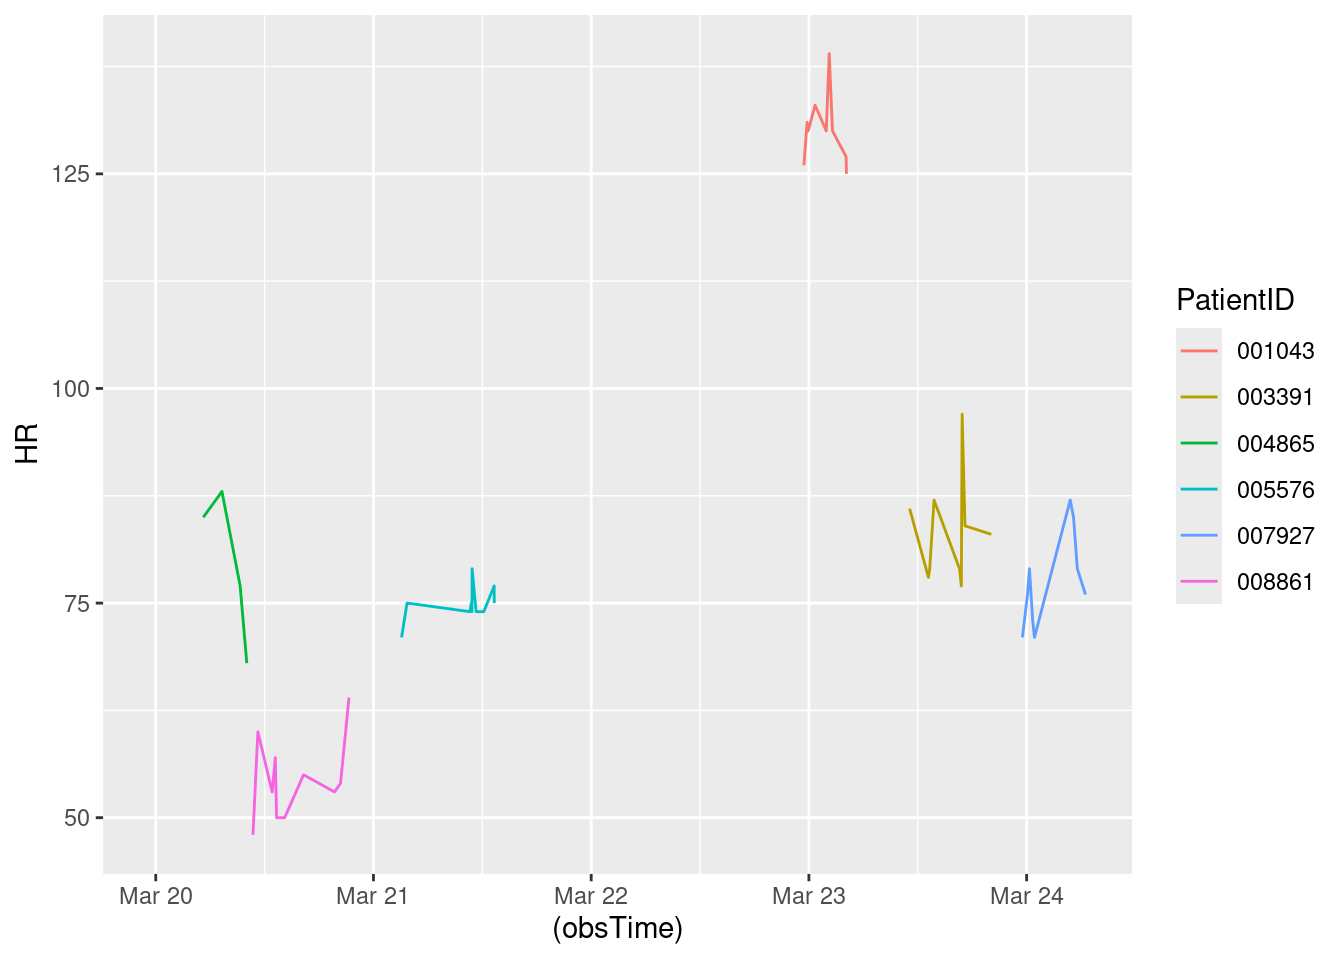 125
100
75
50
HR
Mar 20
Mar 21
Mar 22
Mar 23
Mar 24
(obsTime)
PatientID
001043
003391
004865
005576
007927
008861